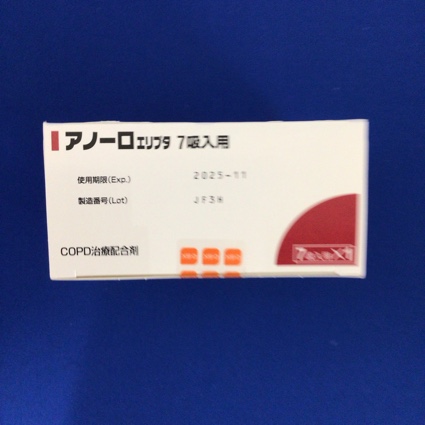 アノーロエリプタ 7吸入用
使用期限(Exp.) 2025-11
製造番号(Lot) JF3H
COPD治療配合剤